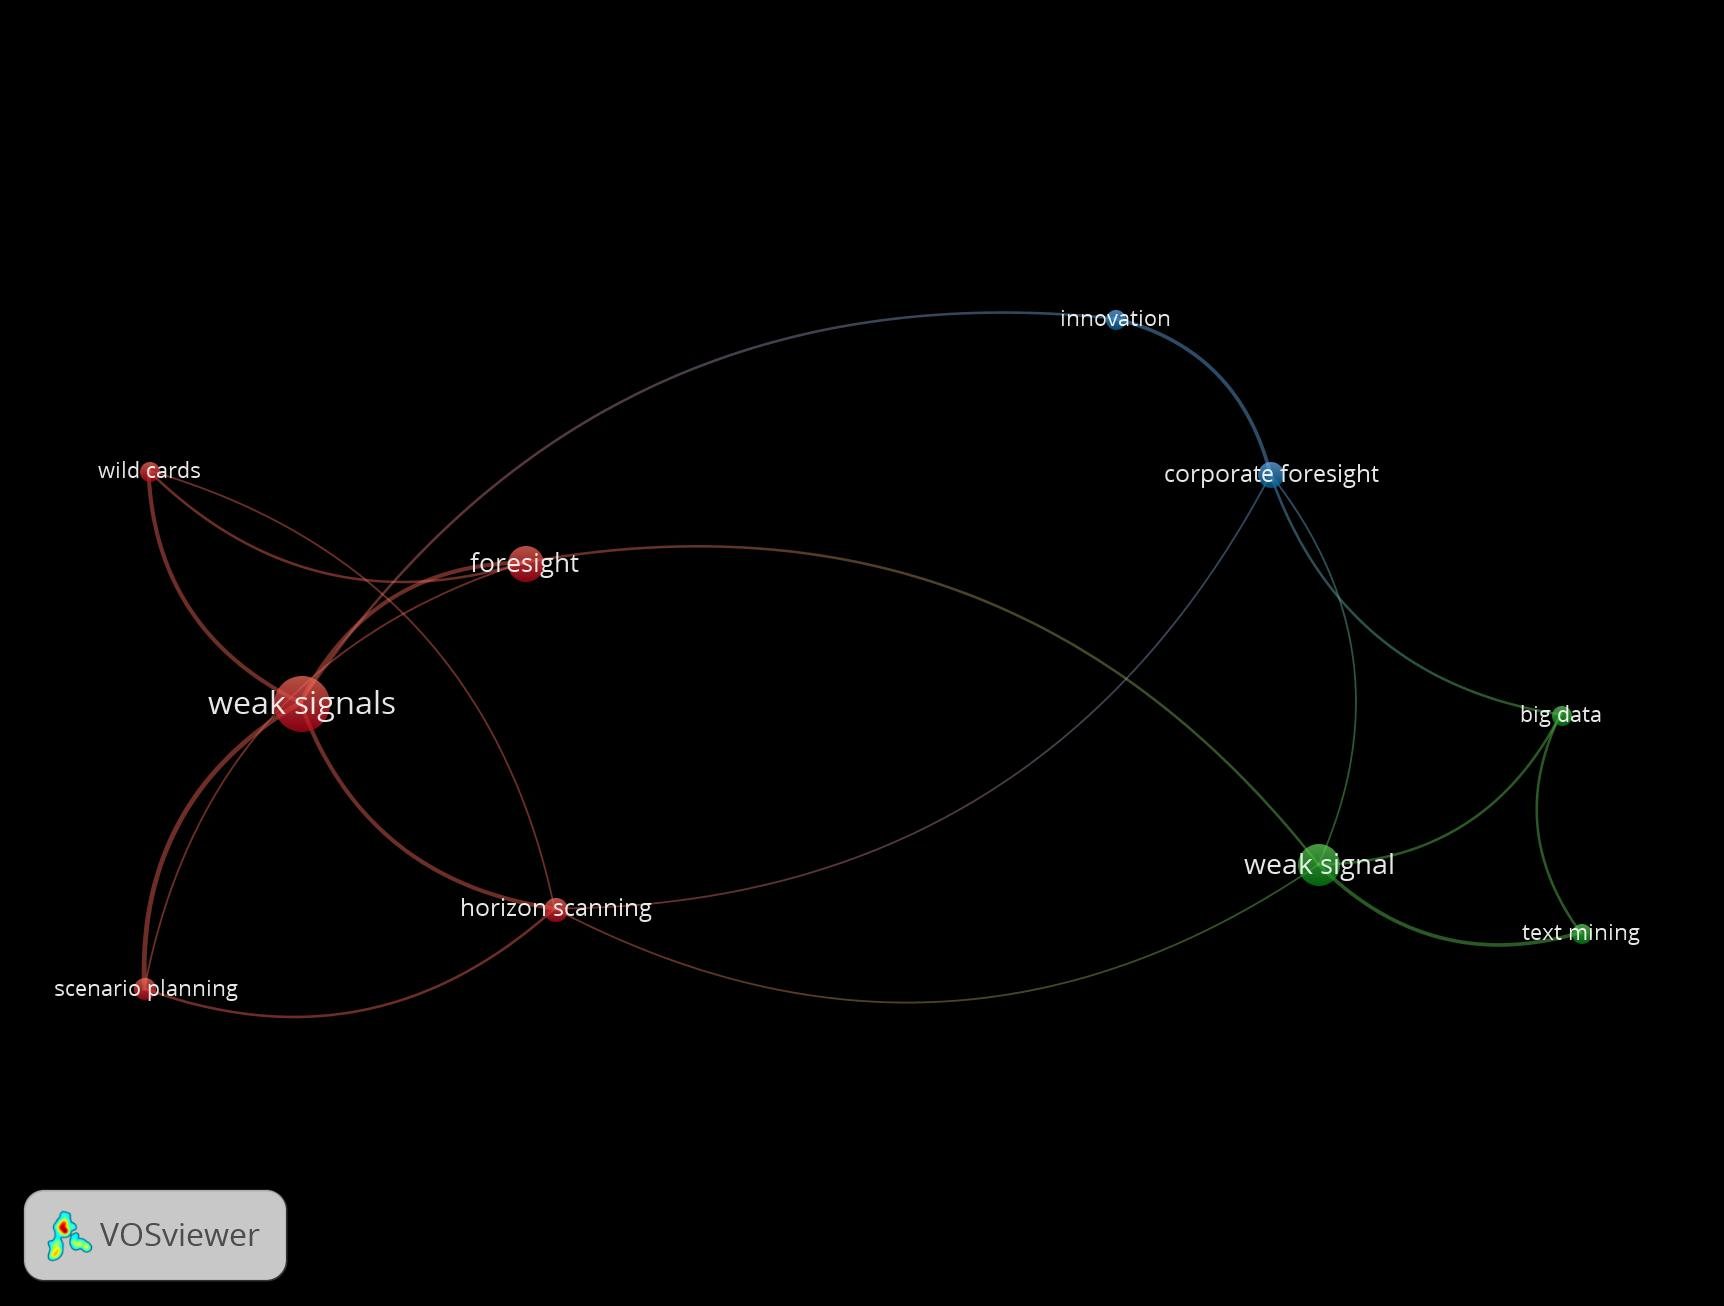 innovation
wild cards
corporate foresight
foresight
weak signals
big data
weak signal
horizon scanning
text mining
scenario planning
VOSviewer